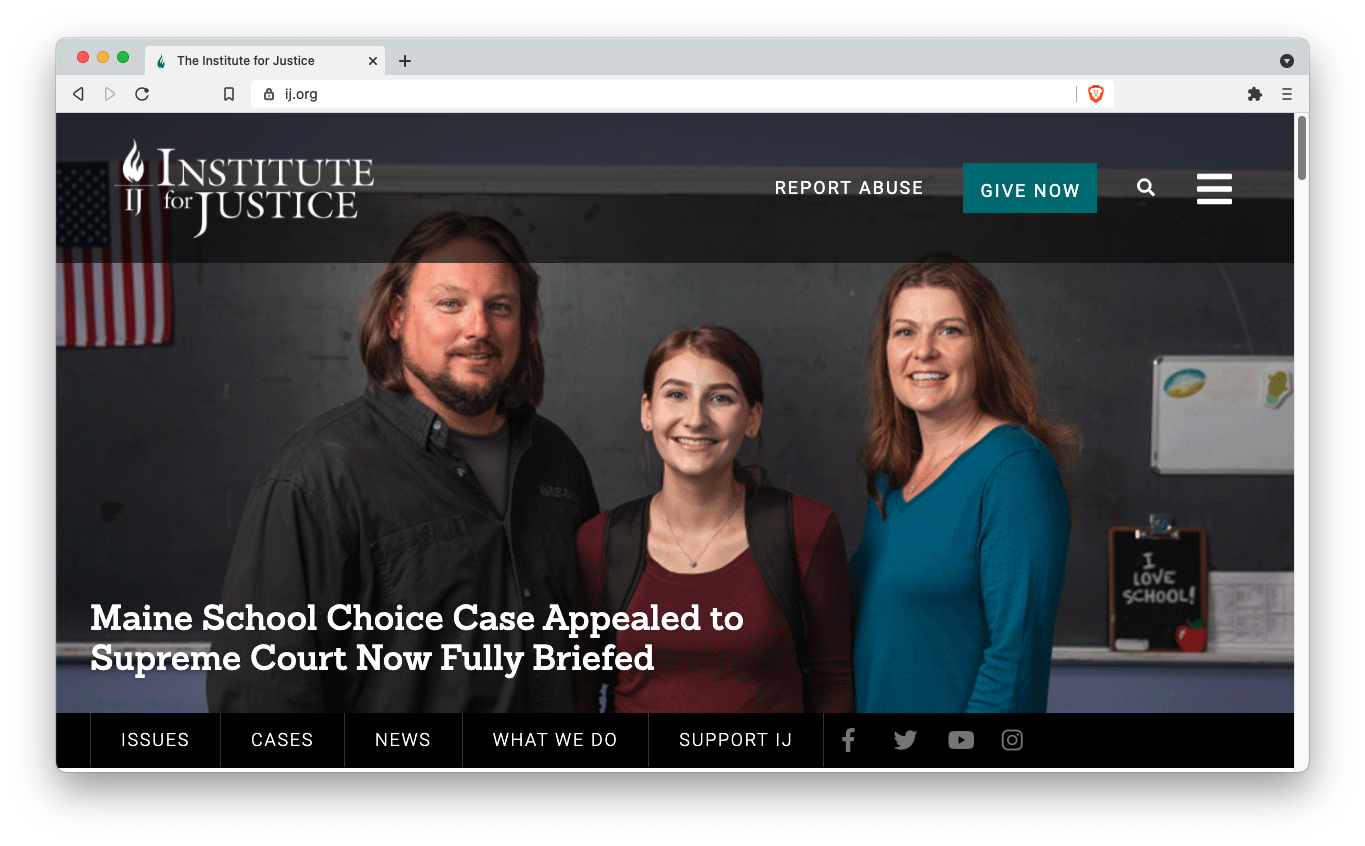 The Institute for Justice
ij.org
INSTITUTE
IJ for JUSTICE
REPORT ABUSE
GIVE NOW
I
LOVE
SCHOOL!
Maine School Choice Case Appealed to
Supreme Court Now Fully Briefed
ISSUES
CASES
NEWS
WHAT WE DO
SUPPORT IJ